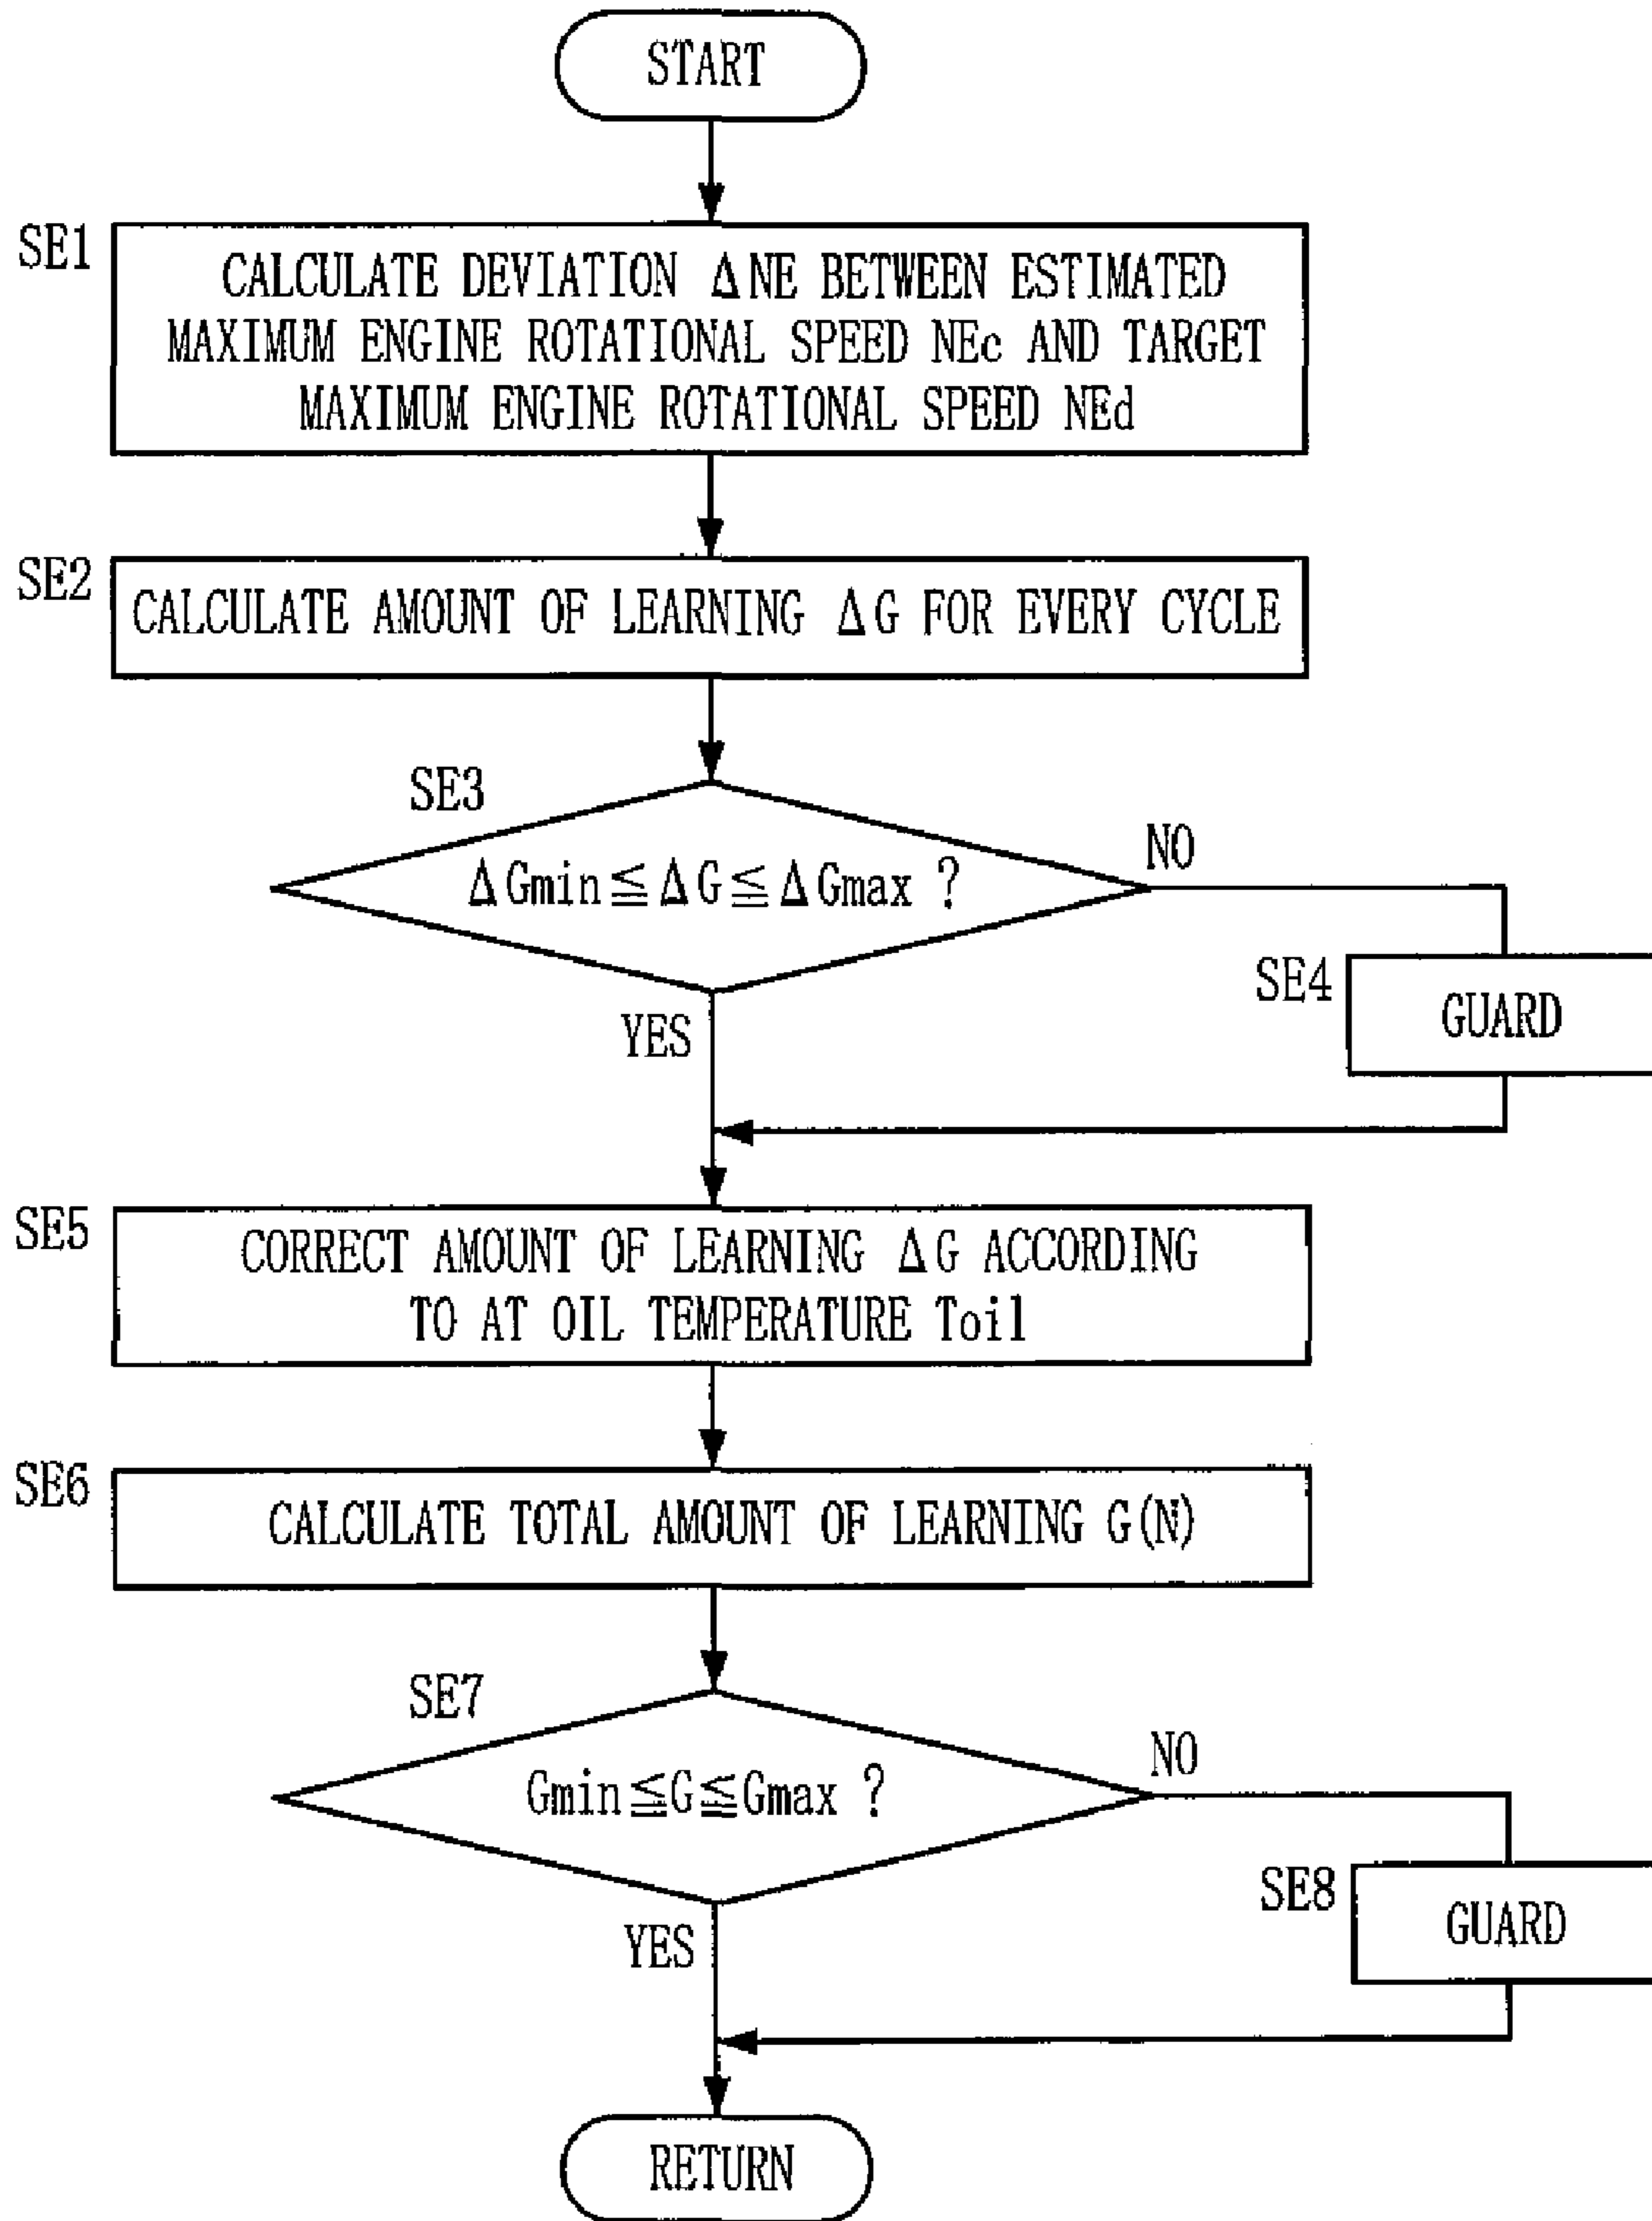 START
SE1
CALCULATE DEVIATION ΔNE BETWEEN ESTIMATED
MAXIMUM ENGINE ROTATIONAL SPEED NEc AND TARGET
MAXIMUM ENGINE ROTATIONAL SPEED NEd
SE2
CALCULATE AMOUNT OF LEARNING ΔG FOR EVERY CYCLE
SE3
ΔGmin≦ΔG≦ΔGmax ?
NO
SE4
GUARD
YES
SE5
CORRECT AMOUNT OF LEARNING ΔG ACCORDING
TO AT OIL TEMPERATURE Toil
SE6
CALCULATE TOTAL AMOUNT OF LEARNING G(N)
SE7
Gmin≦G≦Gmax ?
NO
SE8
GUARD
YES
RETURN